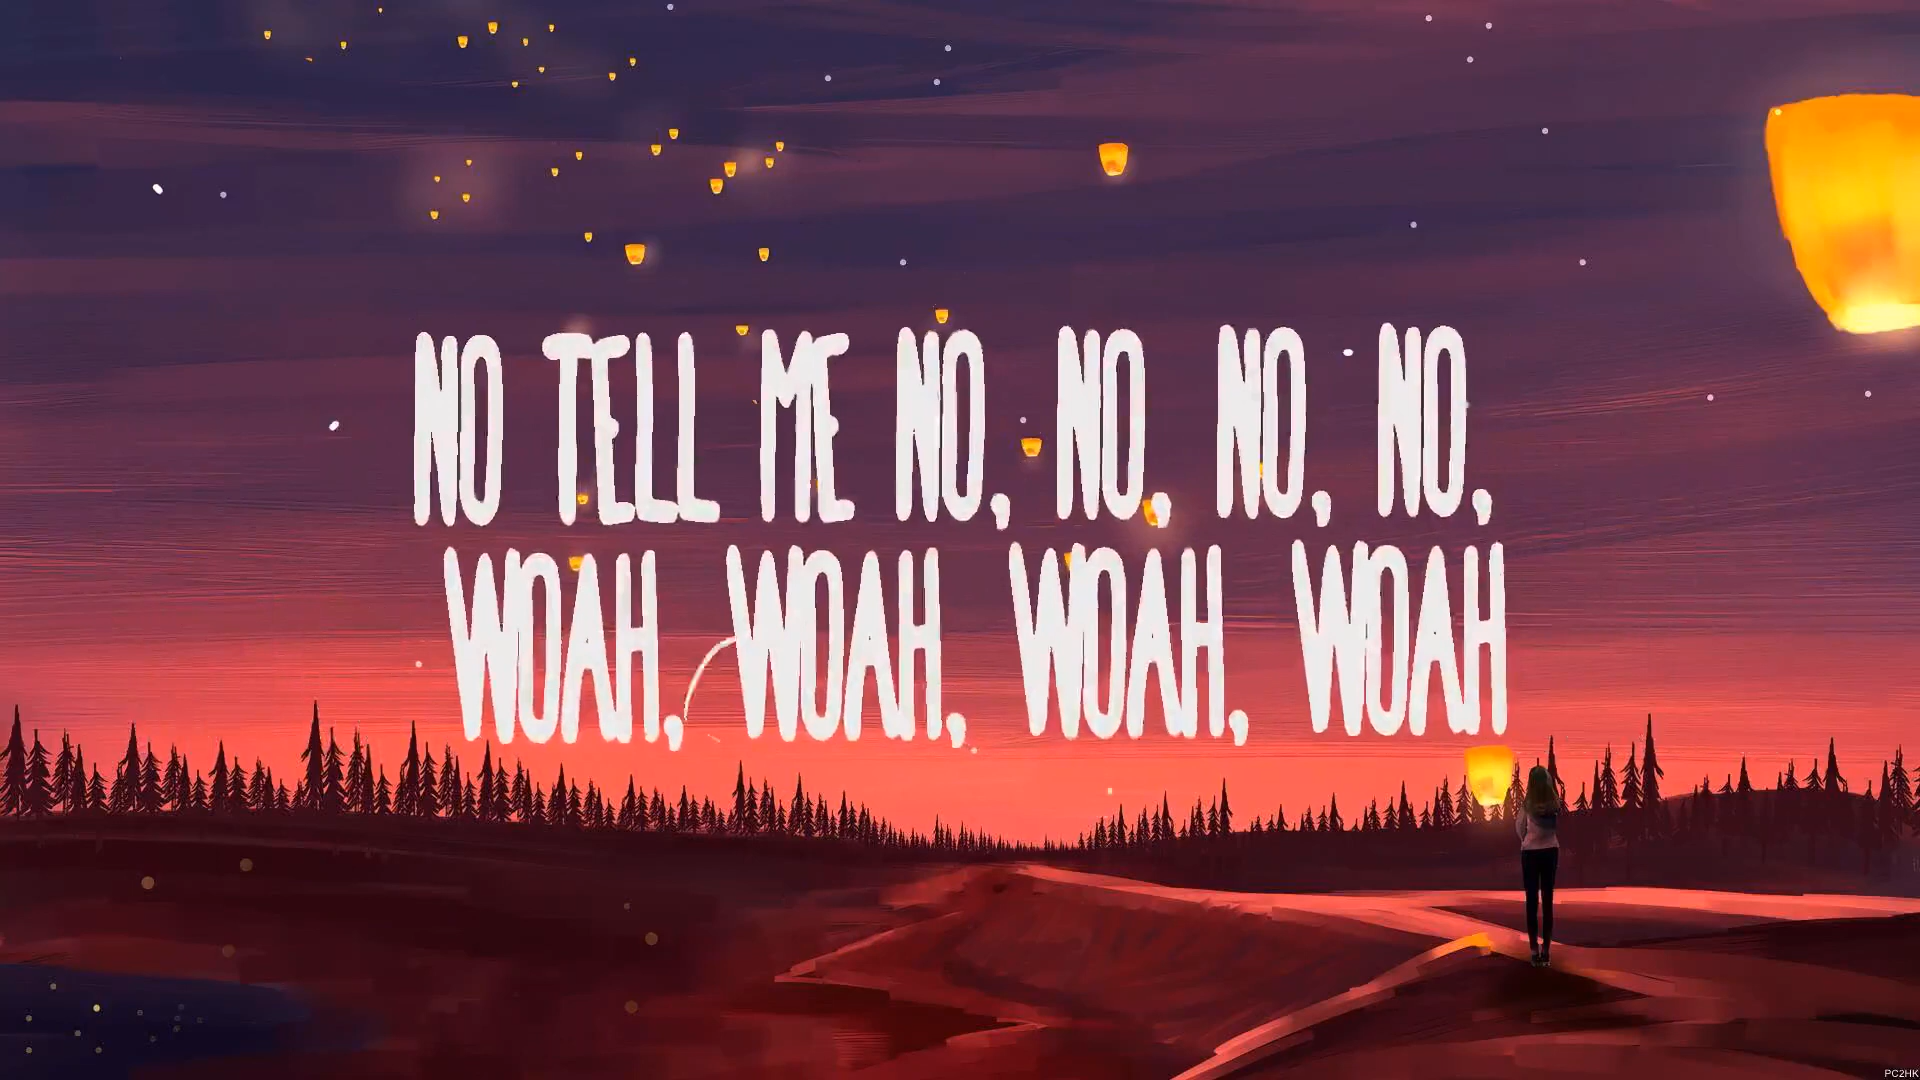 NO TELL ME NO, NO, NO, NO,
WOAH, WOAH, WOAH, WOAH
PC2HK